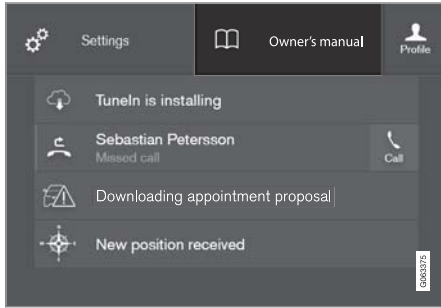 Settings
Owner's manual
Profile
TuneIn is installing
Sebastian Petersson
Missed call
Call
Downloading appointment proposal
New position received
G063375